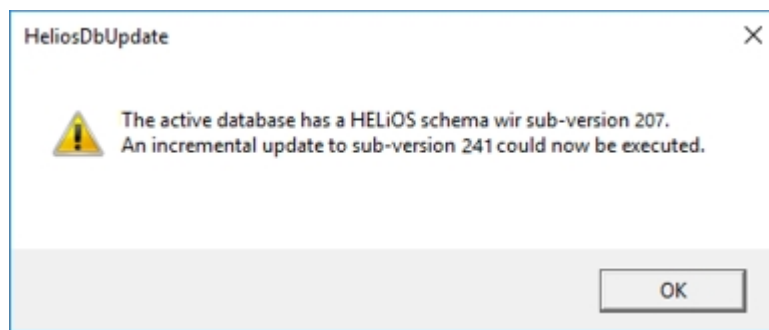 HeliosDbUpdate
The active database has a HELiOS schema wir sub-version 207.
An incremental update to sub-version 241 could now be executed.
OK